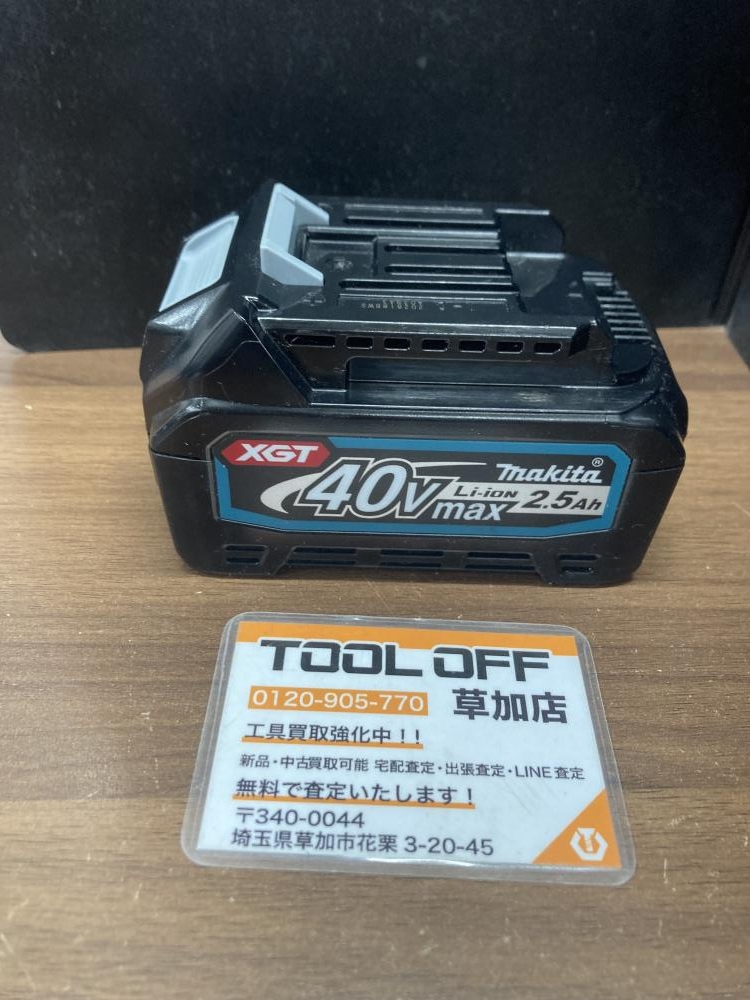 XGT
40v max
Li-ion
makita®
2.5Ah
TOOL OFF
0120-905-770 草加店
工具買取強化中!!
新品・中古買取可能 宅配査定・出張査定・LINE査定
無料で査定いたします!
〒340-0044
埼玉県草加市花栗 3-20-45